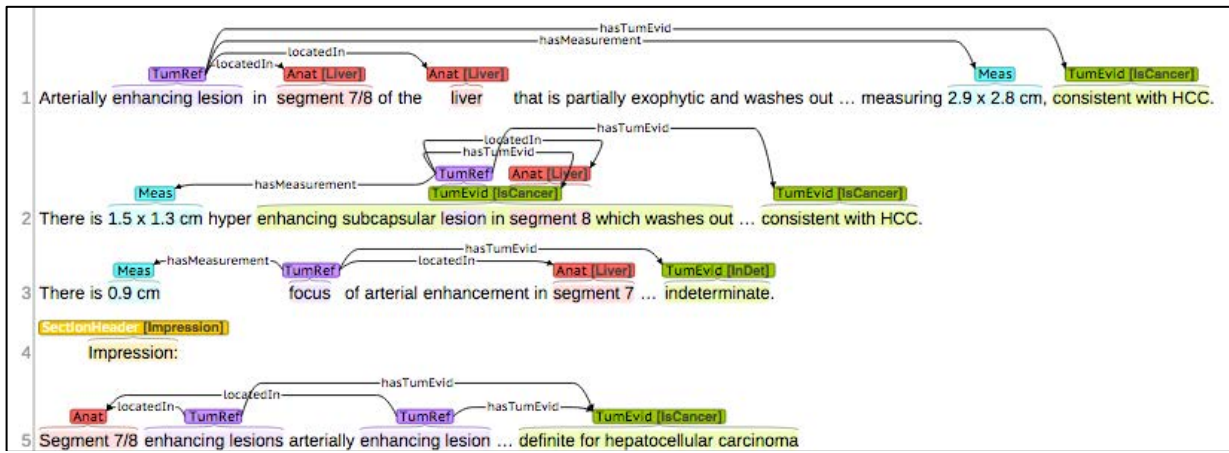 hasTumEvid
hasMeasurement
locatedIn
locatedIn
TumRef Anat [Liver] Anat [Liver] Meas TumEvid [IsCancer]
1 Arterially enhancing lesion in segment 7/8 of the liver that is partially exophytic and washes out ... measuring 2.9 x 2.8 cm, consistent with HCC.
hasTumEvid
locatedIn
hasTumEvid
TumRef Anat [Liver]
hasMeasurement
Meas TumEvid [IsCancer] TumEvid [IsCancer]
2 There is 1.5 x 1.3 cm hyper enhancing subcapsular lesion in segment 8 which washes out ... consistent with HCC.
hasTumEvid
hasMeasurement locatedIn
Meas TumRef Anat [Liver] TumEvid [InDet]
3 There is 0.9 cm focus of arterial enhancement in segment 7 ... indeterminate.
SectionHeader [Impression]
4 Impression:
hasTumEvid
locatedIn
locatedIn hasTumEvid
Anat TumRef TumRef TumEvid [IsCancer]
5 Segment 7/8 enhancing lesions arterially enhancing lesion ... definite for hepatocellular carcinoma